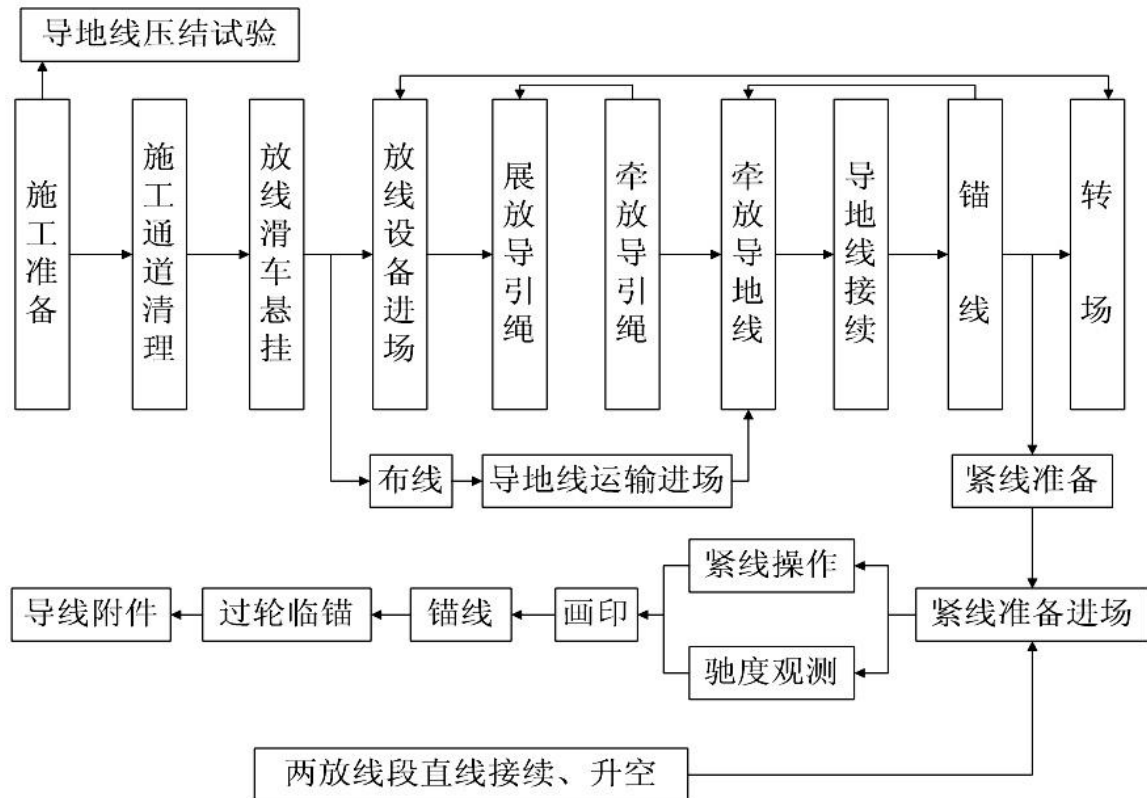 导地线压结试验
施工准备
施工通道清理
放线滑车悬挂
放线设备进场
展放导引绳
牵放导引绳
牵放导地线
导地线接续
锚线
转场
布线
导地线运输进场
紧线准备
紧线操作
导线附件
过轮临锚
锚线
画印
紧线准备进场
驰度观测
两放线段直线接续、升空